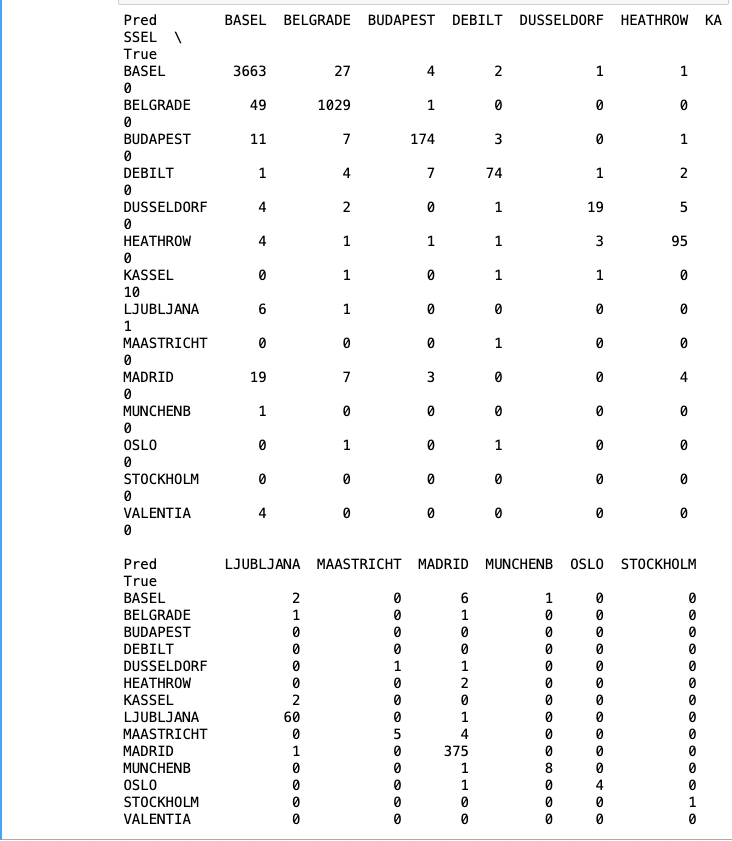 Pred BASEL BELGRADE BUDAPEST DEBILT DUSSELDORF HEATHROW KA
SSEL \
True
BASEL 3663 27 4 2 1 1
0
BELGRADE 49 1029 1 0 0 0
0
BUDAPEST 11 7 174 3 0 1
0
DEBILT 1 4 7 74 1 2
0
DUSSELDORF 4 2 0 1 19 5
0
HEATHROW 4 1 1 1 3 95
0
KASSEL 0 1 0 1 1 0
10
LJUBLJANA 6 1 0 0 0 0
1
MAASTRICHT 0 0 0 1 0 0
0
MADRID 19 7 3 0 0 4
0
MUNCHENB 1 0 0 0 0 0
0
OSLO 0 1 0 1 0 0
0
STOCKHOLM 0 0 0 0 0 0
0
VALENTIA 4 0 0 0 0 0
0
Pred LJUBLJANA MAASTRICHT MADRID MUNCHENB OSLO STOCKHOLM
True
BASEL 2 0 6 1 0 0
BELGRADE 1 0 1 0 0 0
BUDAPEST 0 0 0 0 0 0
DEBILT 0 0 0 0 0 0
DUSSELDORF 0 1 1 0 0 0
HEATHROW 0 0 2 0 0 0
KASSEL 2 0 0 0 0 0
LJUBLJANA 60 0 1 0 0 0
MAASTRICHT 0 5 4 0 0 0
MADRID 1 0 375 0 0 0
MUNCHENB 0 0 1 8 0 0
OSLO 0 0 1 0 4 0
STOCKHOLM 0 0 0 0 0 1
VALENTIA 0 0 0 0 0 0